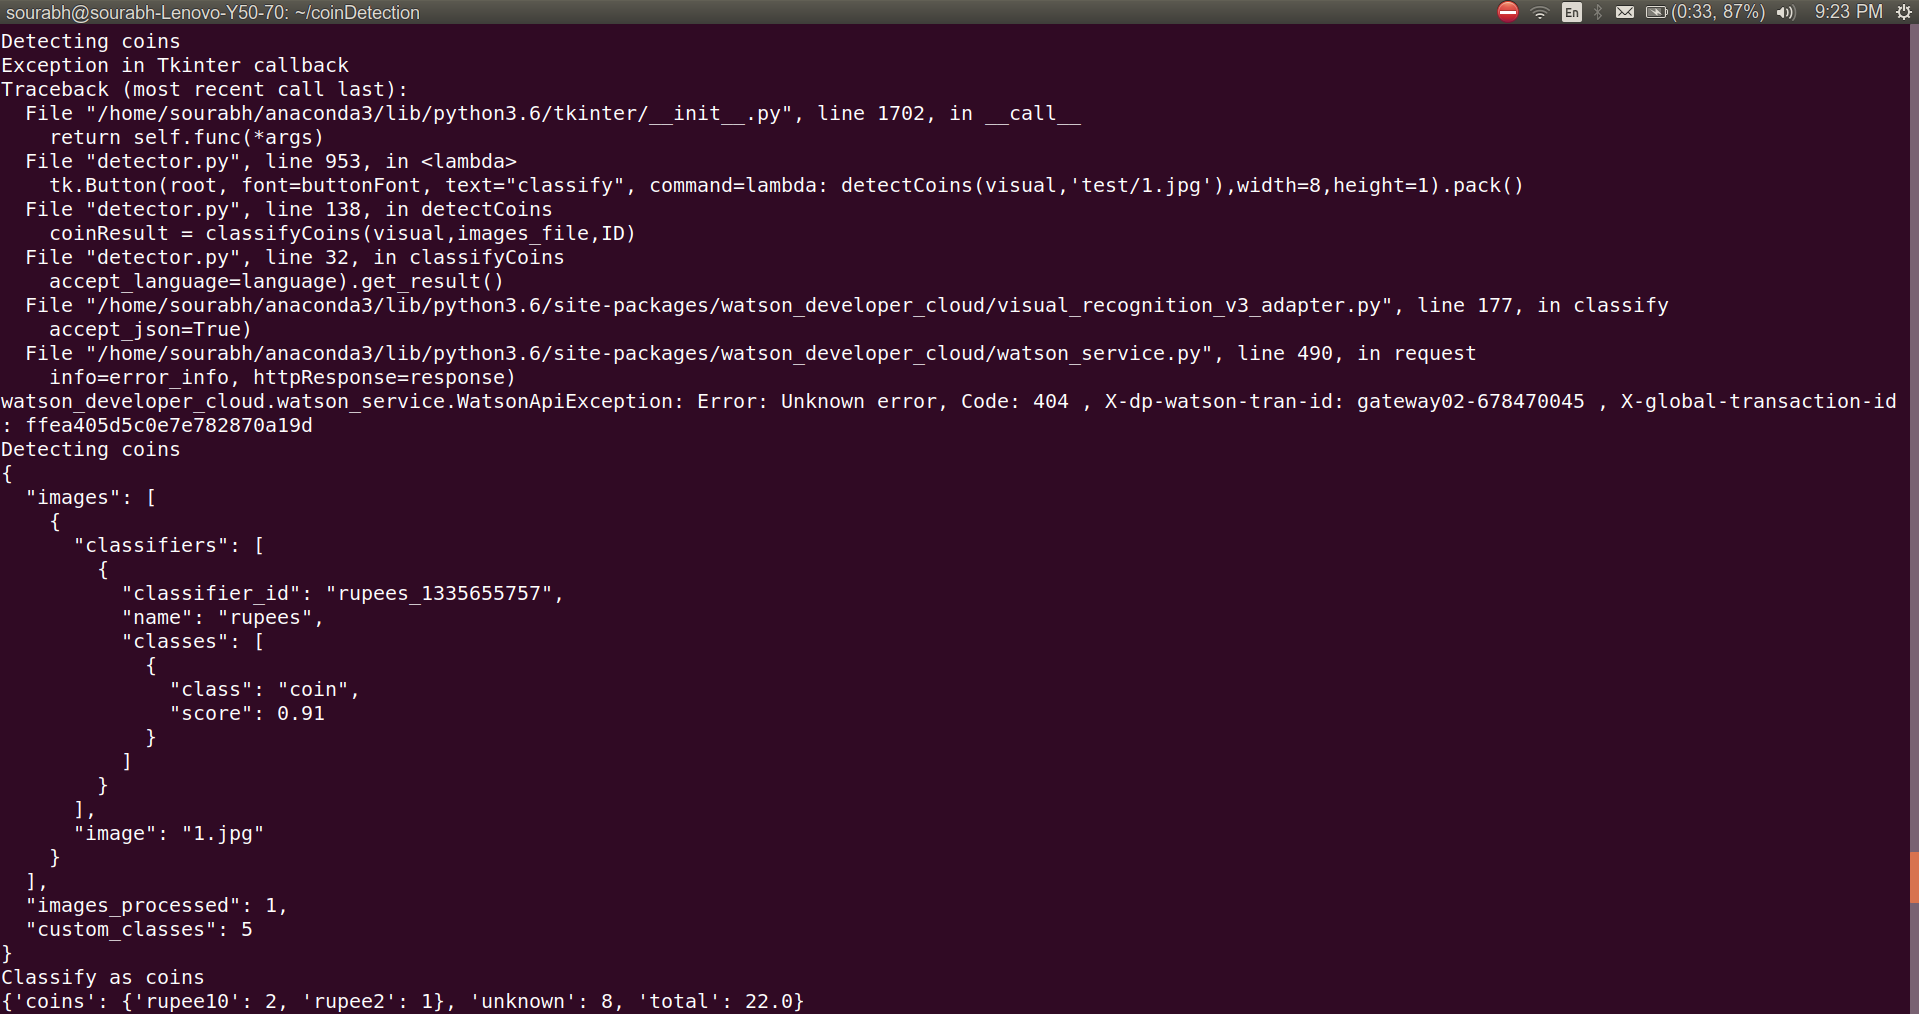 sourabh@sourabh-Lenovo-Y50-70: ~/coinDetection
En
(0:33, 87%)
9:23 PM
Detecting coins
Exception in Tkinter callback
Traceback (most recent call last):
  File "/home/sourabh/anaconda3/lib/python3.6/tkinter/__init__.py", line 1702, in __call__
    return self.func(*args)
  File "detector.py", line 953, in <lambda>
    tk.Button(root, font=buttonFont, text="classify", command=lambda: detectCoins(visual,'test/1.jpg'),width=8,height=1).pack()
  File "detector.py", line 138, in detectCoins
    coinResult = classifyCoins(visual,images_file,ID)
  File "detector.py", line 32, in classifyCoins
    accept_language=language).get_result()
  File "/home/sourabh/anaconda3/lib/python3.6/site-packages/watson_developer_cloud/visual_recognition_v3_adapter.py", line 177, in classify
    accept_json=True)
  File "/home/sourabh/anaconda3/lib/python3.6/site-packages/watson_developer_cloud/watson_service.py", line 490, in request
    info=error_info, httpResponse=response)
watson_developer_cloud.watson_service.WatsonApiException: Error: Unknown error, Code: 404 , X-dp-watson-tran-id: gateway02-678470045 , X-global-transaction-id
: ffea405d5c0e7e782870a19d
Detecting coins
{
  "images": [
    {
      "classifiers": [
        {
          "classifier_id": "rupees_1335655757",
          "name": "rupees",
          "classes": [
            {
              "class": "coin",
              "score": 0.91
            }
          ]
        }
      ],
      "image": "1.jpg"
    }
  ],
  "images_processed": 1,
  "custom_classes": 5
}
Classify as coins
{'coins': {'rupee10': 2, 'rupee2': 1}, 'unknown': 8, 'total': 22.0}